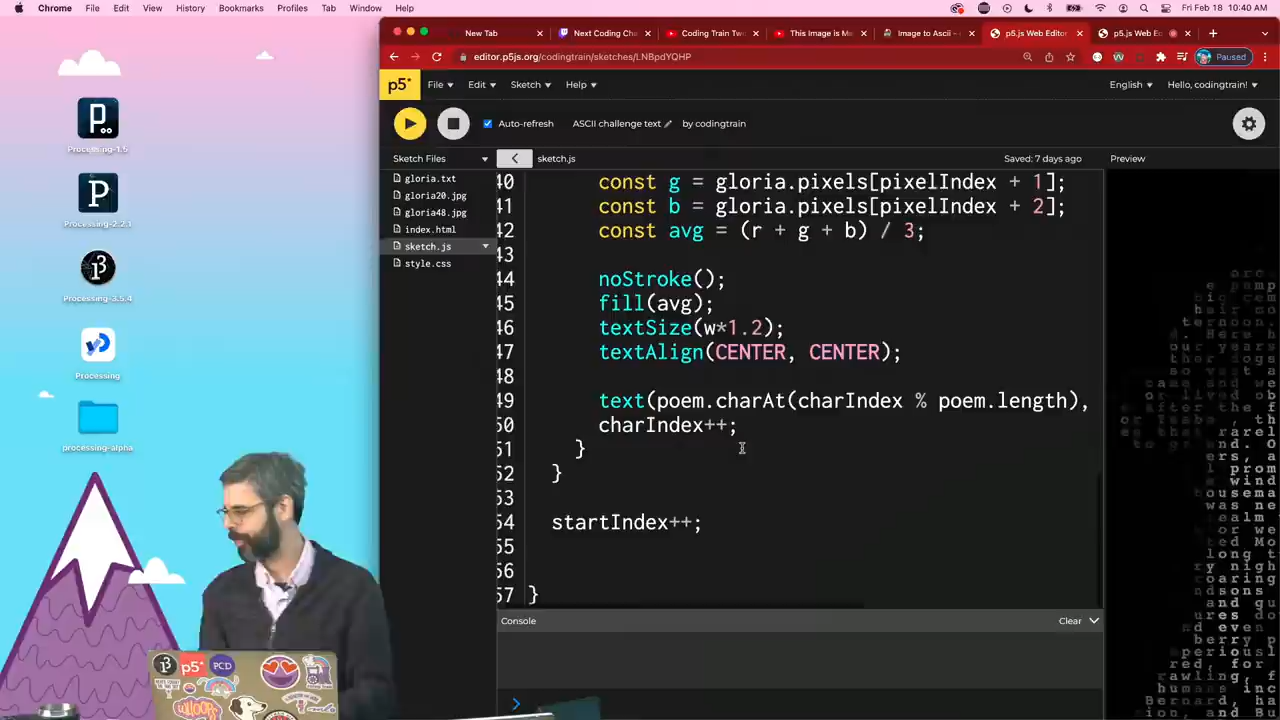 Chrome File Edit View History Bookmarks Profiles Tab Window Help Fri Feb 18 10:40 AM
New Tab Next Coding Cha Coding Train Tw This Image is Me Image to Ascii - p5.js Web Editor p5.js Web Ed
editor.p5js.org/codingtrain/sketches/LNBpdYQHP Paused
p5* File Edit Sketch Help English Hello, codingtrain!
Auto-refresh ASCII challenge text by codingtrain
Sketch Files sketch.js Saved: 7 days ago Preview
gloria.txt
gloria20.jpg
gloria48.jpg
index.html
sketch.js
style.css
40 const g = gloria.pixels[pixelIndex + 1];
41 const b = gloria.pixels[pixelIndex + 2];
42 const avg = (r + g + b) / 3;
43
44 noStroke();
45 fill(avg);
46 textSize(w*1.2);
47 textAlign(CENTER, CENTER);
48
49 text(poem.charAt(charIndex % poem.length),
50 charIndex++;
51 }
52 }
53
54 startIndex++;
55
56
57 }
Console Clear
Processing-1.5
Processing-2.2.1
Processing-3.5.4
Processing
processing-alpha
p5*
PCD
WHOOP